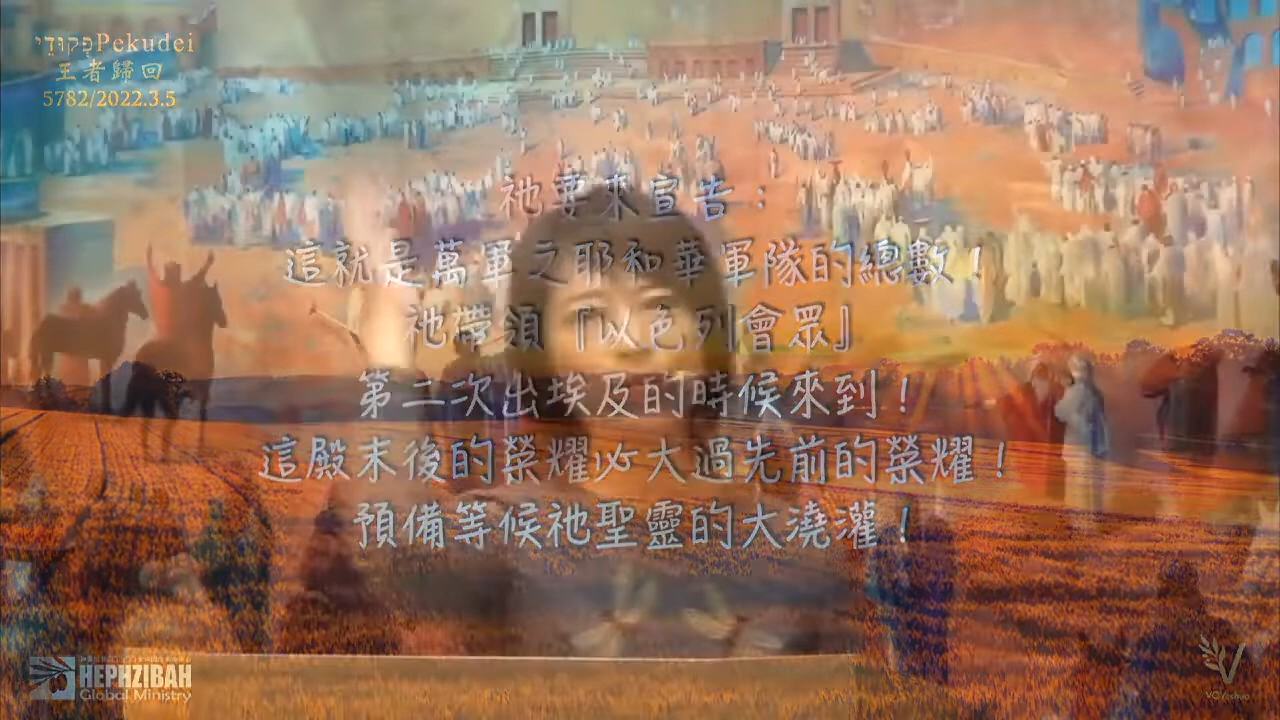 פְקוּדֵי Pekudei
王者歸回
5782/2022.3.5
祂要來宣告：
這就是萬軍之耶和華軍隊的總數！
祂帶領『以色列會眾』
第二次出埃及的時候來到！
這殿末後的榮耀必大過先前的榮耀！
預備等候祂聖靈的大澆灌！
HEPHZIBAH
Global Ministry